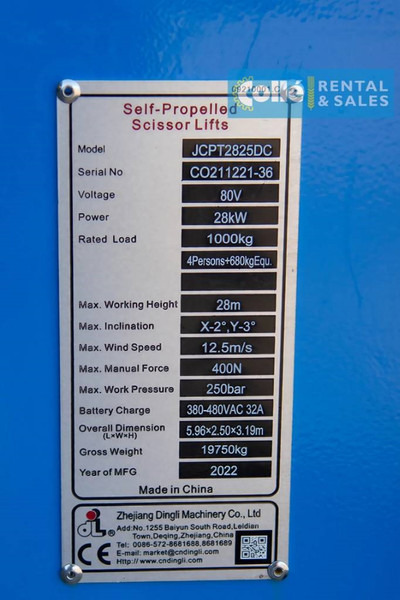 Colle RENTAL
& SALES
Self-Propelled
Scissor Lifts
Model JCPT2825DC
Serial No CO211221-36
Voltage 80V
Power 28kW
Rated Load 1000kg
4Persons+680kgEqu.
Max. Working Height 28m
Max. Inclination X-2°,Y-3°
Max. Wind Speed 12.5m/s
Max. Manual Force 400N
Max. Work Pressure 250bar
Battery Charge 380-480VAC 32A
Overall Dimension
(L×W×H) 5.96×2.50×3.19m
Gross Weight 19750kg
Year of MFG 2022
Made in China
Zhejiang Dingli Machinery Co., Ltd
Add:No.1255 Baiyun South Road,Leidian
Town,Deqing,Zhejiang,China
Tel: 0086-572-8681688,8681689
E-mail: market@cndingli.com
Http://www.cndingli.com
CE